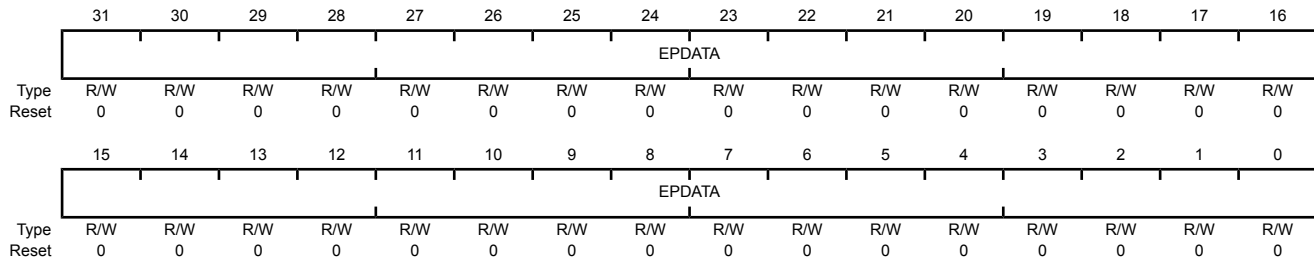 31 30 29 28 27 26 25 24 23 22 21 20 19 18 17 16
EPDATA
Type R/W R/W R/W R/W R/W R/W R/W R/W R/W R/W R/W R/W R/W R/W R/W R/W
Reset 0 0 0 0 0 0 0 0 0 0 0 0 0 0 0 0
15 14 13 12 11 10 9 8 7 6 5 4 3 2 1 0
EPDATA
Type R/W R/W R/W R/W R/W R/W R/W R/W R/W R/W R/W R/W R/W R/W R/W R/W
Reset 0 0 0 0 0 0 0 0 0 0 0 0 0 0 0 0